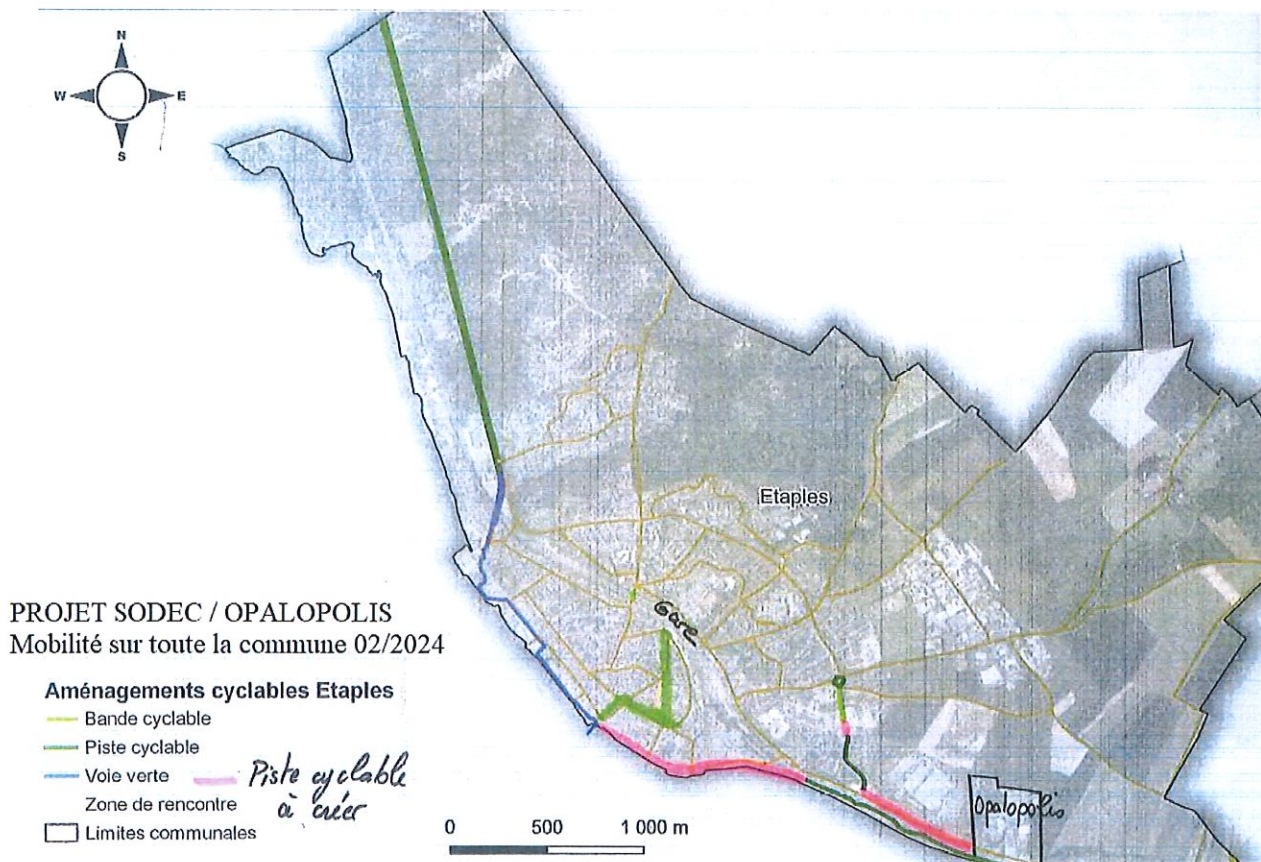 N
W E
S
Etaples
Gare
PROJET SODEC / OPALOPOLIS
Mobilité sur toute la commune 02/2024
Aménagements cyclables Etaples
Bande cyclable
Piste cyclable
Voie verte
Piste cyclable
à créer
Zone de rencontre
Limites communales
0 500 1 000 m
Opalopolis